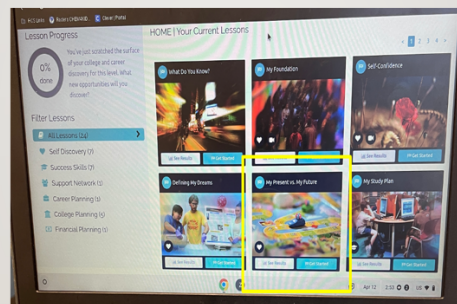 Clever | Portal
Lesson Progress
HOME | Your Current Lessons
1 2 3 4
0%
done
You've just scratched the surface
of your college and career
discovery for this level. What
new opportunities will you
discover?
Filter Lessons
All Lessons (24)
Self Discovery (7)
Success Skills (7)
Support Network (1)
Career Planning (1)
College Planning (5)
Financial Planning (1)
What Do You Know?
See Results
Get Started
My Foundation
See Results
Get Started
Self-Confidence
See Results
Get Started
Defining My Dreams
See Results
Get Started
My Present vs. My Future
See Results
Get Started
My Study Plan
See Results
Get Started
Apr 12
2:33
US